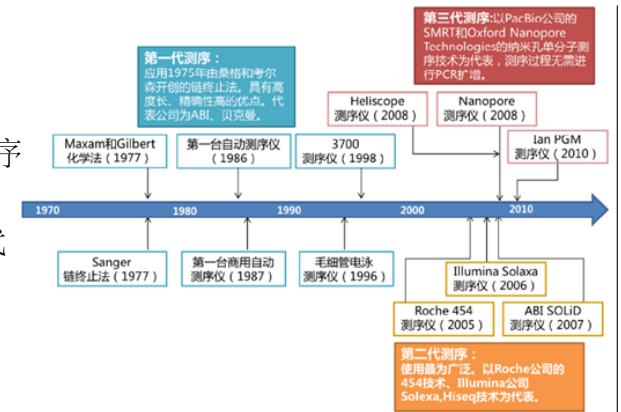 第三代测序:以PacBio公司的
SMRT和Oxford Nanopore
Technologies的纳米孔单分子测
序技术为代表，测序过程无需进
行PCR扩增。
第一代测序：
应用1975年由桑格和考尔
森开创的链终止法。具有高
度长、精确性高的优点。代
表公司为ABI、贝克曼。
Heliscope
测序仪（2008）
Nanopore
测序仪（2008）
序
Maxam和Gilbert
化学法（1977）
第一台自动测序仪
（1986）
3700
测序仪（1998）
Ian PGM
测序仪（2010）
1970
1980
1990
2000
2010
Sanger
链终止法（1977）
第一台商用自动
测序仪（1987）
毛细管电泳
测序仪（1996）
Illumina Solaxa
测序仪（2006）
Roche 454
测序仪（2005）
ABI SOLiD
测序仪（2007）
第二代测序：
使用最为广泛。以Roche公司的
454技术、Illumina公司
Solexa,Hiseq技术为代表。